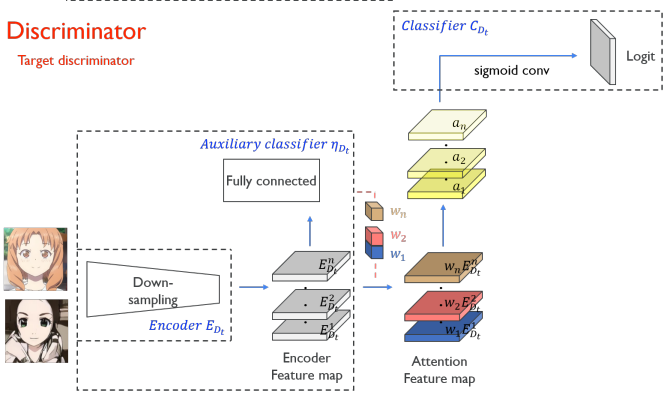 Discriminator
Target discriminator
Classifier C_{D_t}
sigmoid conv
Logit
a_n
a_2
a_1
Auxiliary classifier η_{D_t}
Fully connected
w_n
w_2
w_1
Down-
sampling
Encoder E_{D_t}
E^n_{D_t}
E^2_{D_t}
E^1_{D_t}
Encoder
Feature map
w_n E^n_{D_t}
w_2 E^2_{D_t}
w_1 E^1_{D_t}
Attention
Feature map